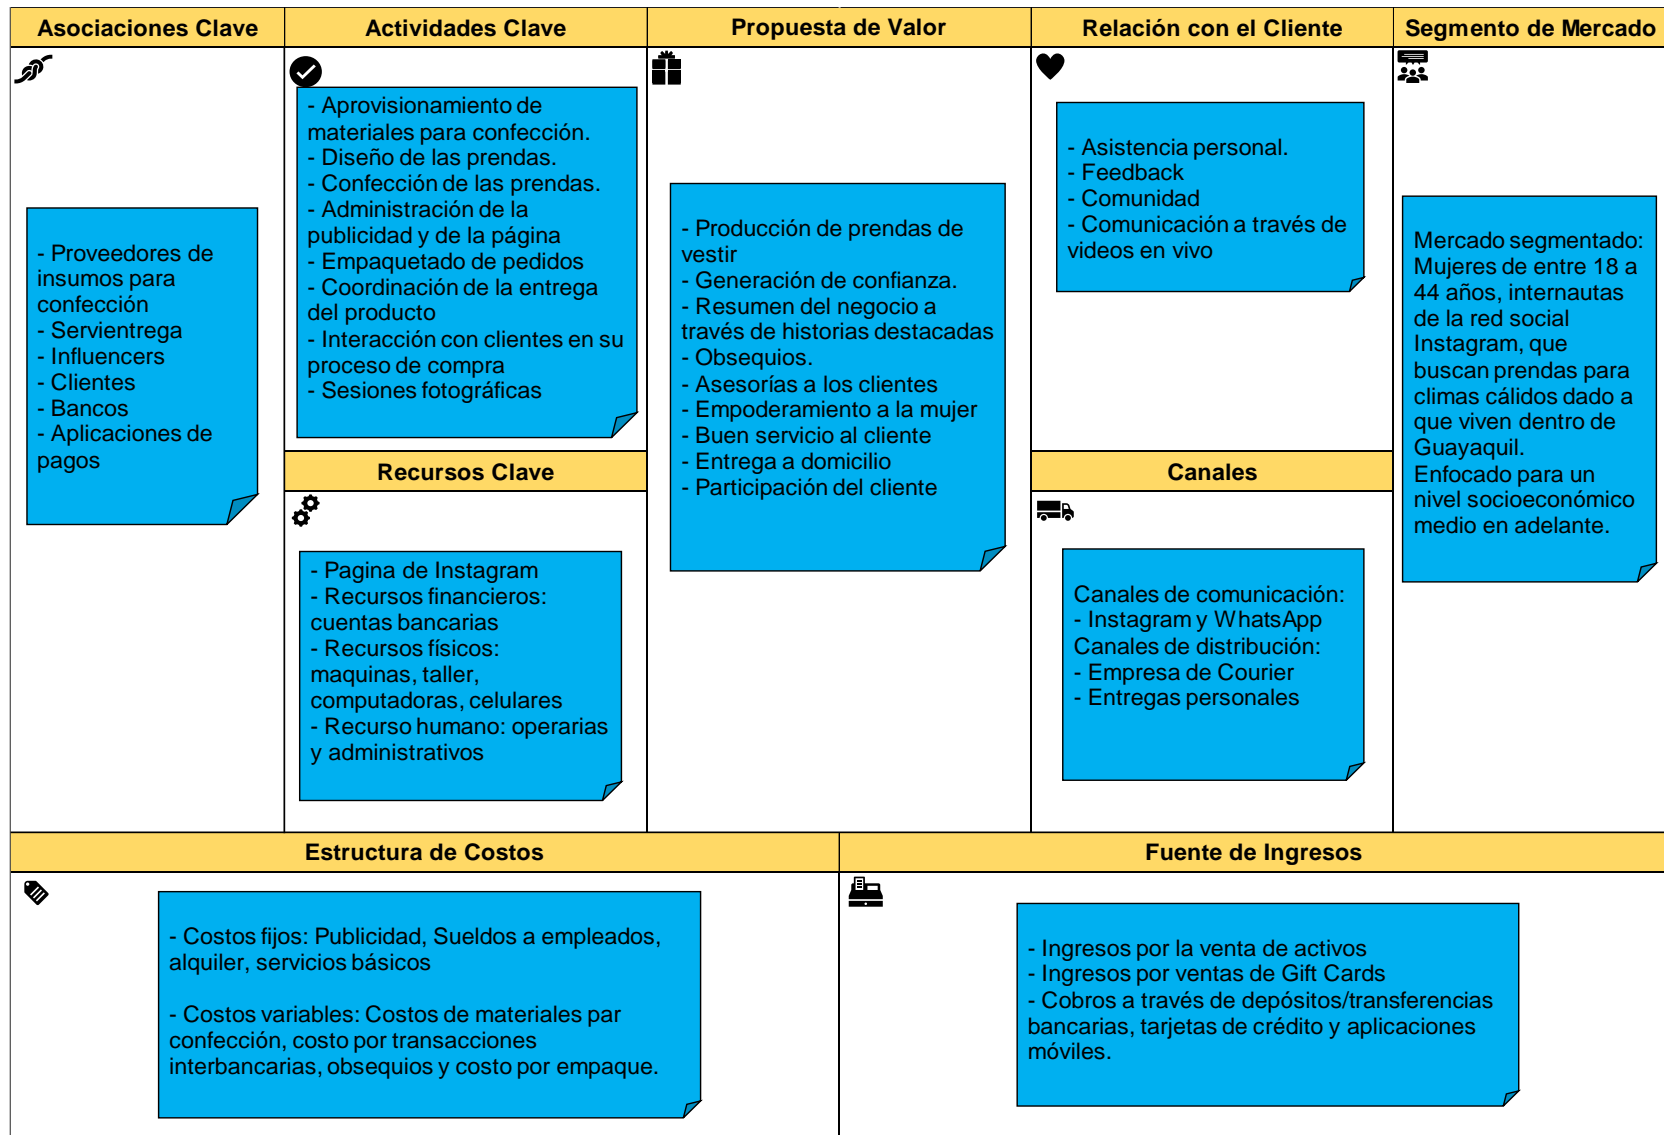 Asociaciones Clave
- Proveedores de
insumos para
confección
- Servientrega
- Influencers
- Clientes
- Bancos
- Aplicaciones de
pagos
Actividades Clave
- Aprovisionamiento de
materiales para confección.
- Diseño de las prendas.
- Confección de las prendas.
- Administración de la
publicidad y de la página
- Empaquetado de pedidos
- Coordinación de la entrega
del producto
- Interacción con clientes en su
proceso de compra
- Sesiones fotográficas
Recursos Clave
- Pagina de Instagram
- Recursos financieros:
cuentas bancarias
- Recursos físicos:
maquinas, taller,
computadoras, celulares
- Recurso humano: operarias
y administrativos
Propuesta de Valor
- Producción de prendas de
vestir
- Generación de confianza.
- Resumen del negocio a
través de historias destacadas
- Obsequios.
- Asesorías a los clientes
- Empoderamiento a la mujer
- Buen servicio al cliente
- Entrega a domicilio
- Participación del cliente
Relación con el Cliente
- Asistencia personal.
- Feedback
- Comunidad
- Comunicación a través de
videos en vivo
Canales
Canales de comunicación:
- Instagram y WhatsApp
Canales de distribución:
- Empresa de Courier
- Entregas personales
Segmento de Mercado
Mercado segmentado:
Mujeres de entre 18 a
44 años, internautas
de la red social
Instagram, que
buscan prendas para
climas cálidos dado a
que viven dentro de
Guayaquil.
Enfocado para un
nivel socioeconómico
medio en adelante.
Estructura de Costos
- Costos fijos: Publicidad, Sueldos a empleados,
alquiler, servicios básicos
- Costos variables: Costos de materiales par
confección, costo por transacciones
interbancarias, obsequios y costo por empaque.
Fuente de Ingresos
- Ingresos por la venta de activos
- Ingresos por ventas de Gift Cards
- Cobros a través de depósitos/transferencias
bancarias, tarjetas de crédito y aplicaciones
móviles.